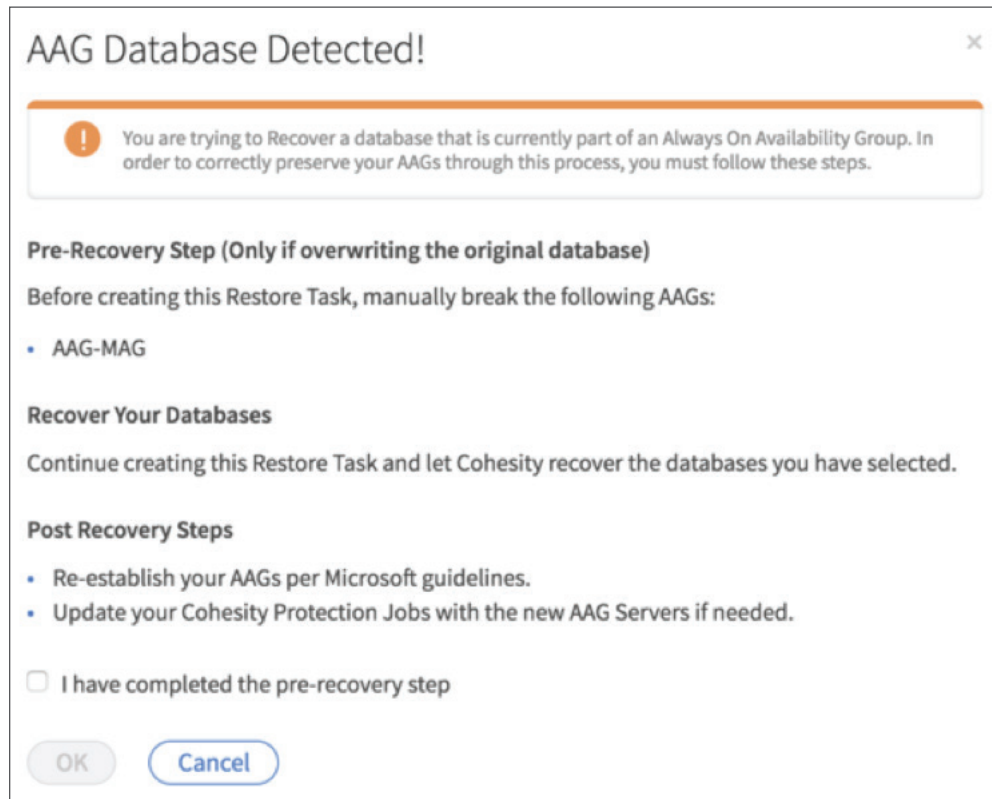 AAG Database Detected!
×
!
You are trying to Recover a database that is currently part of an Always On Availability Group. In
order to correctly preserve your AAGs through this process, you must follow these steps.
Pre-Recovery Step (Only if overwriting the original database)
Before creating this Restore Task, manually break the following AAGs:
• AAG-MAG
Recover Your Databases
Continue creating this Restore Task and let Cohesity recover the databases you have selected.
Post Recovery Steps
• Re-establish your AAGs per Microsoft guidelines.
• Update your Cohesity Protection Jobs with the new AAG Servers if needed.
I have completed the pre-recovery step
OK Cancel